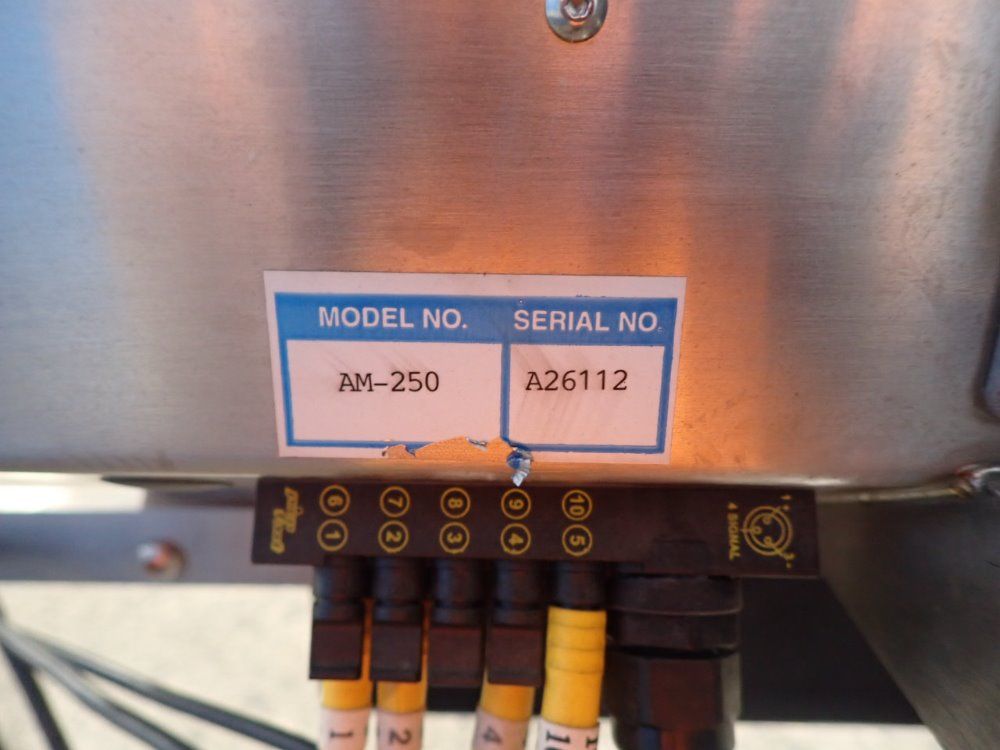 MODEL NO. SERIAL NO.
AM-250 A26112
6 7 8 9 10
1 2 3 4 5
4 SIGNAL
1 2 4